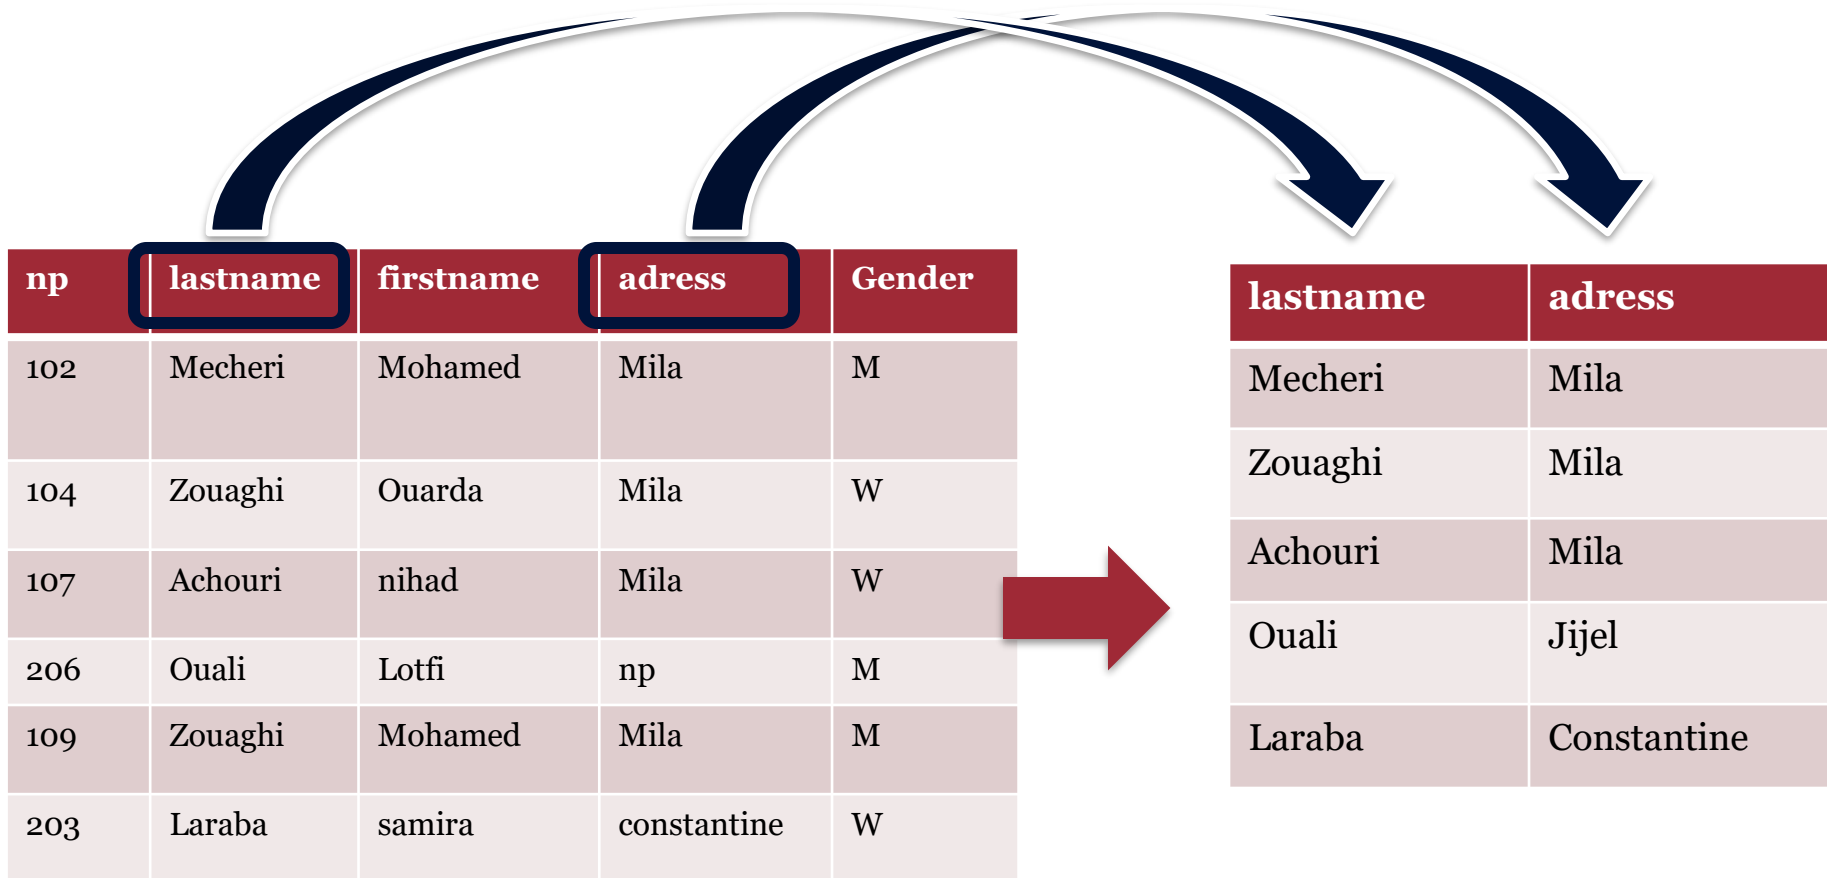 np lastname firstname adress Gender
102 Mecheri Mohamed Mila M
104 Zouaghi Ouarda Mila W
107 Achouri nihad Mila W
206 Ouali Lotfi np M
109 Zouaghi Mohamed Mila M
203 Laraba samira constantine W
lastname adress
Mecheri Mila
Zouaghi Mila
Achouri Mila
Ouali Jijel
Laraba Constantine